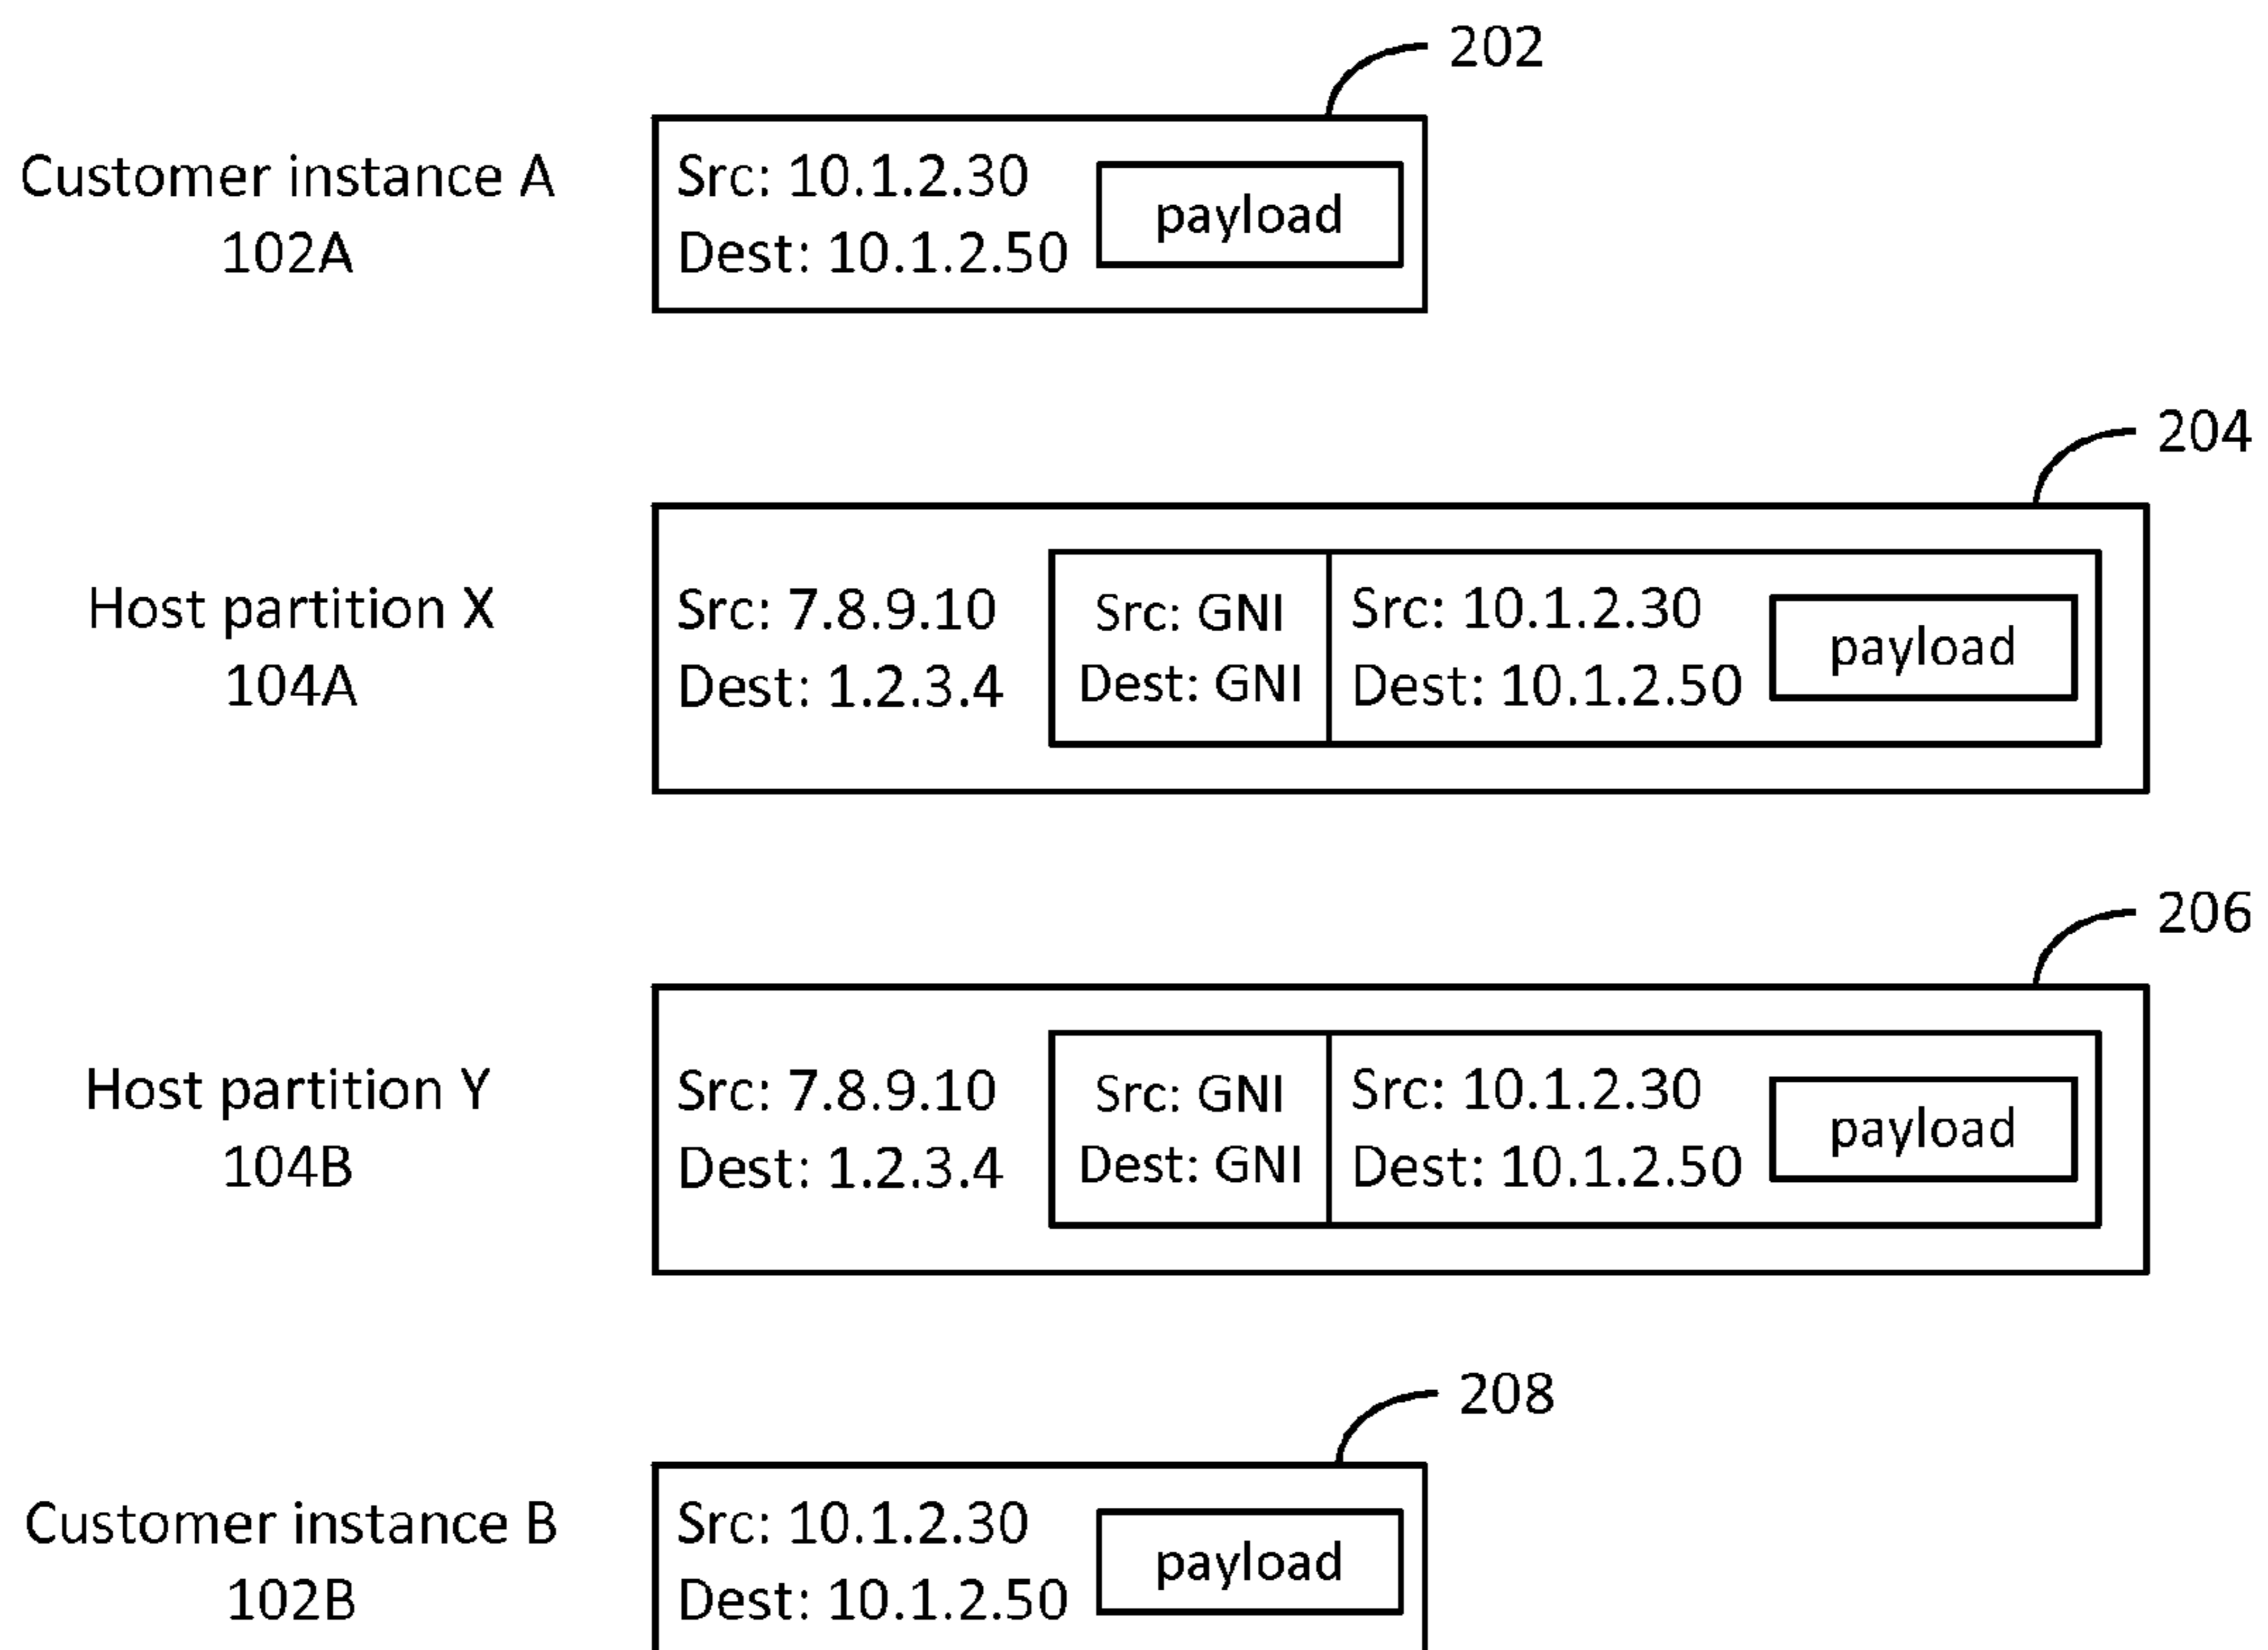 202
Customer instance A
102A
Src: 10.1.2.30
Dest: 10.1.2.50
payload
204
Host partition X
104A
Src: 7.8.9.10
Dest: 1.2.3.4
Src: GNI
Dest: GNI
Src: 10.1.2.30
Dest: 10.1.2.50
payload
206
Host partition Y
104B
Src: 7.8.9.10
Dest: 1.2.3.4
Src: GNI
Dest: GNI
Src: 10.1.2.30
Dest: 10.1.2.50
payload
208
Customer instance B
102B
Src: 10.1.2.30
Dest: 10.1.2.50
payload